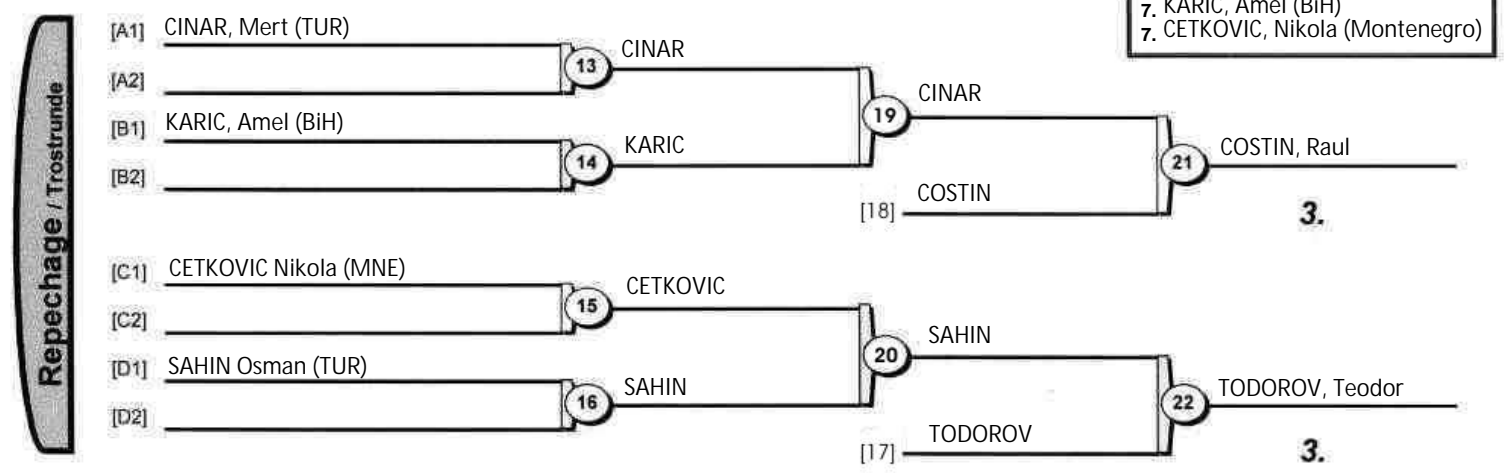 7. KARIC, Amel (BiH)
7. CETKOVIC, Nikola (Montenegro)
Repechage / Trostrunde
[A1] CINAR, Mert (TUR)
[A2]
13 CINAR
[B1] KARIC, Amel (BiH)
[B2]
14 KARIC
19 CINAR
[18] COSTIN
21 COSTIN, Raul
3.
[C1] CETKOVIC Nikola (MNE)
[C2]
15 CETKOVIC
[D1] SAHIN Osman (TUR)
[D2]
16 SAHIN
20 SAHIN
[17] TODOROV
22 TODOROV, Teodor
3.